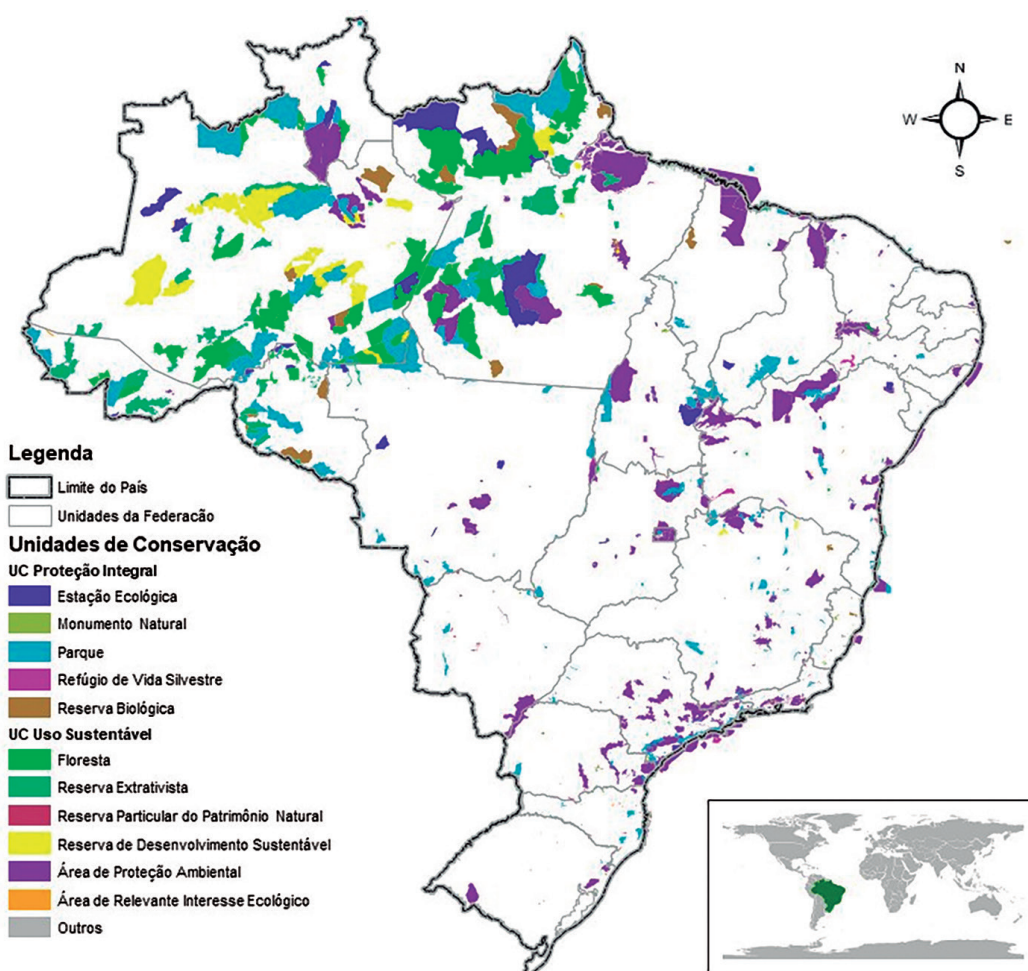 N
W E
S
Legenda
Limite do País
Unidades da Federacão
Unidades de Conservação
UC Proteção Integral
Estação Ecológica
Monumento Natural
Parque
Refúgio de Vida Silvestre
Reserva Biológica
UC Uso Sustentável
Floresta
Reserva Extrativista
Reserva Particular do Patrimônio Natural
Reserva de Desenvolvimento Sustentável
Área de Proteção Ambiental
Área de Relevante Interesse Ecológico
Outros